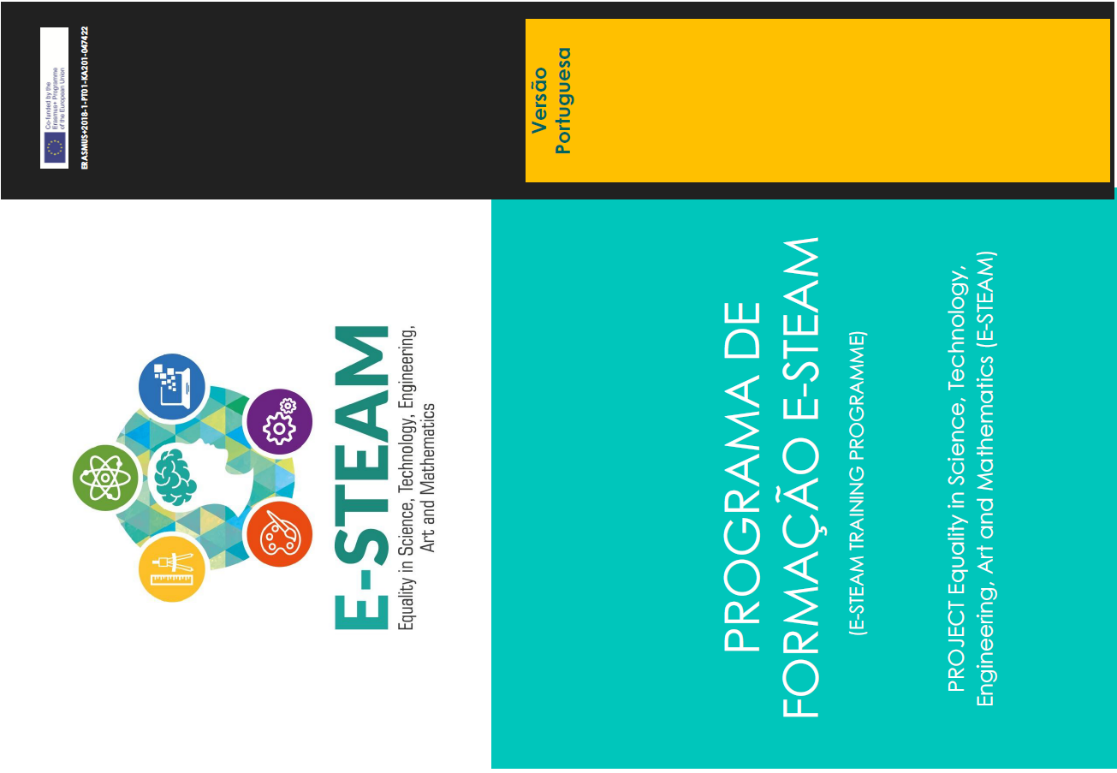 Co-funded by the
Erasmus+ Programme
of the European Union
ERASMUS+2018-1-PT01-KA201-047422
E-STEAM
Equality in Science, Technology, Engineering,
Art and Mathematics
Versão
Portuguesa
PROGRAMA DE
FORMAÇÃO E-STEAM
(E-STEAM TRAINING PROGRAMME)
PROJECT Equality in Science, Technology,
Engineering, Art and Mathematics (E-STEAM)